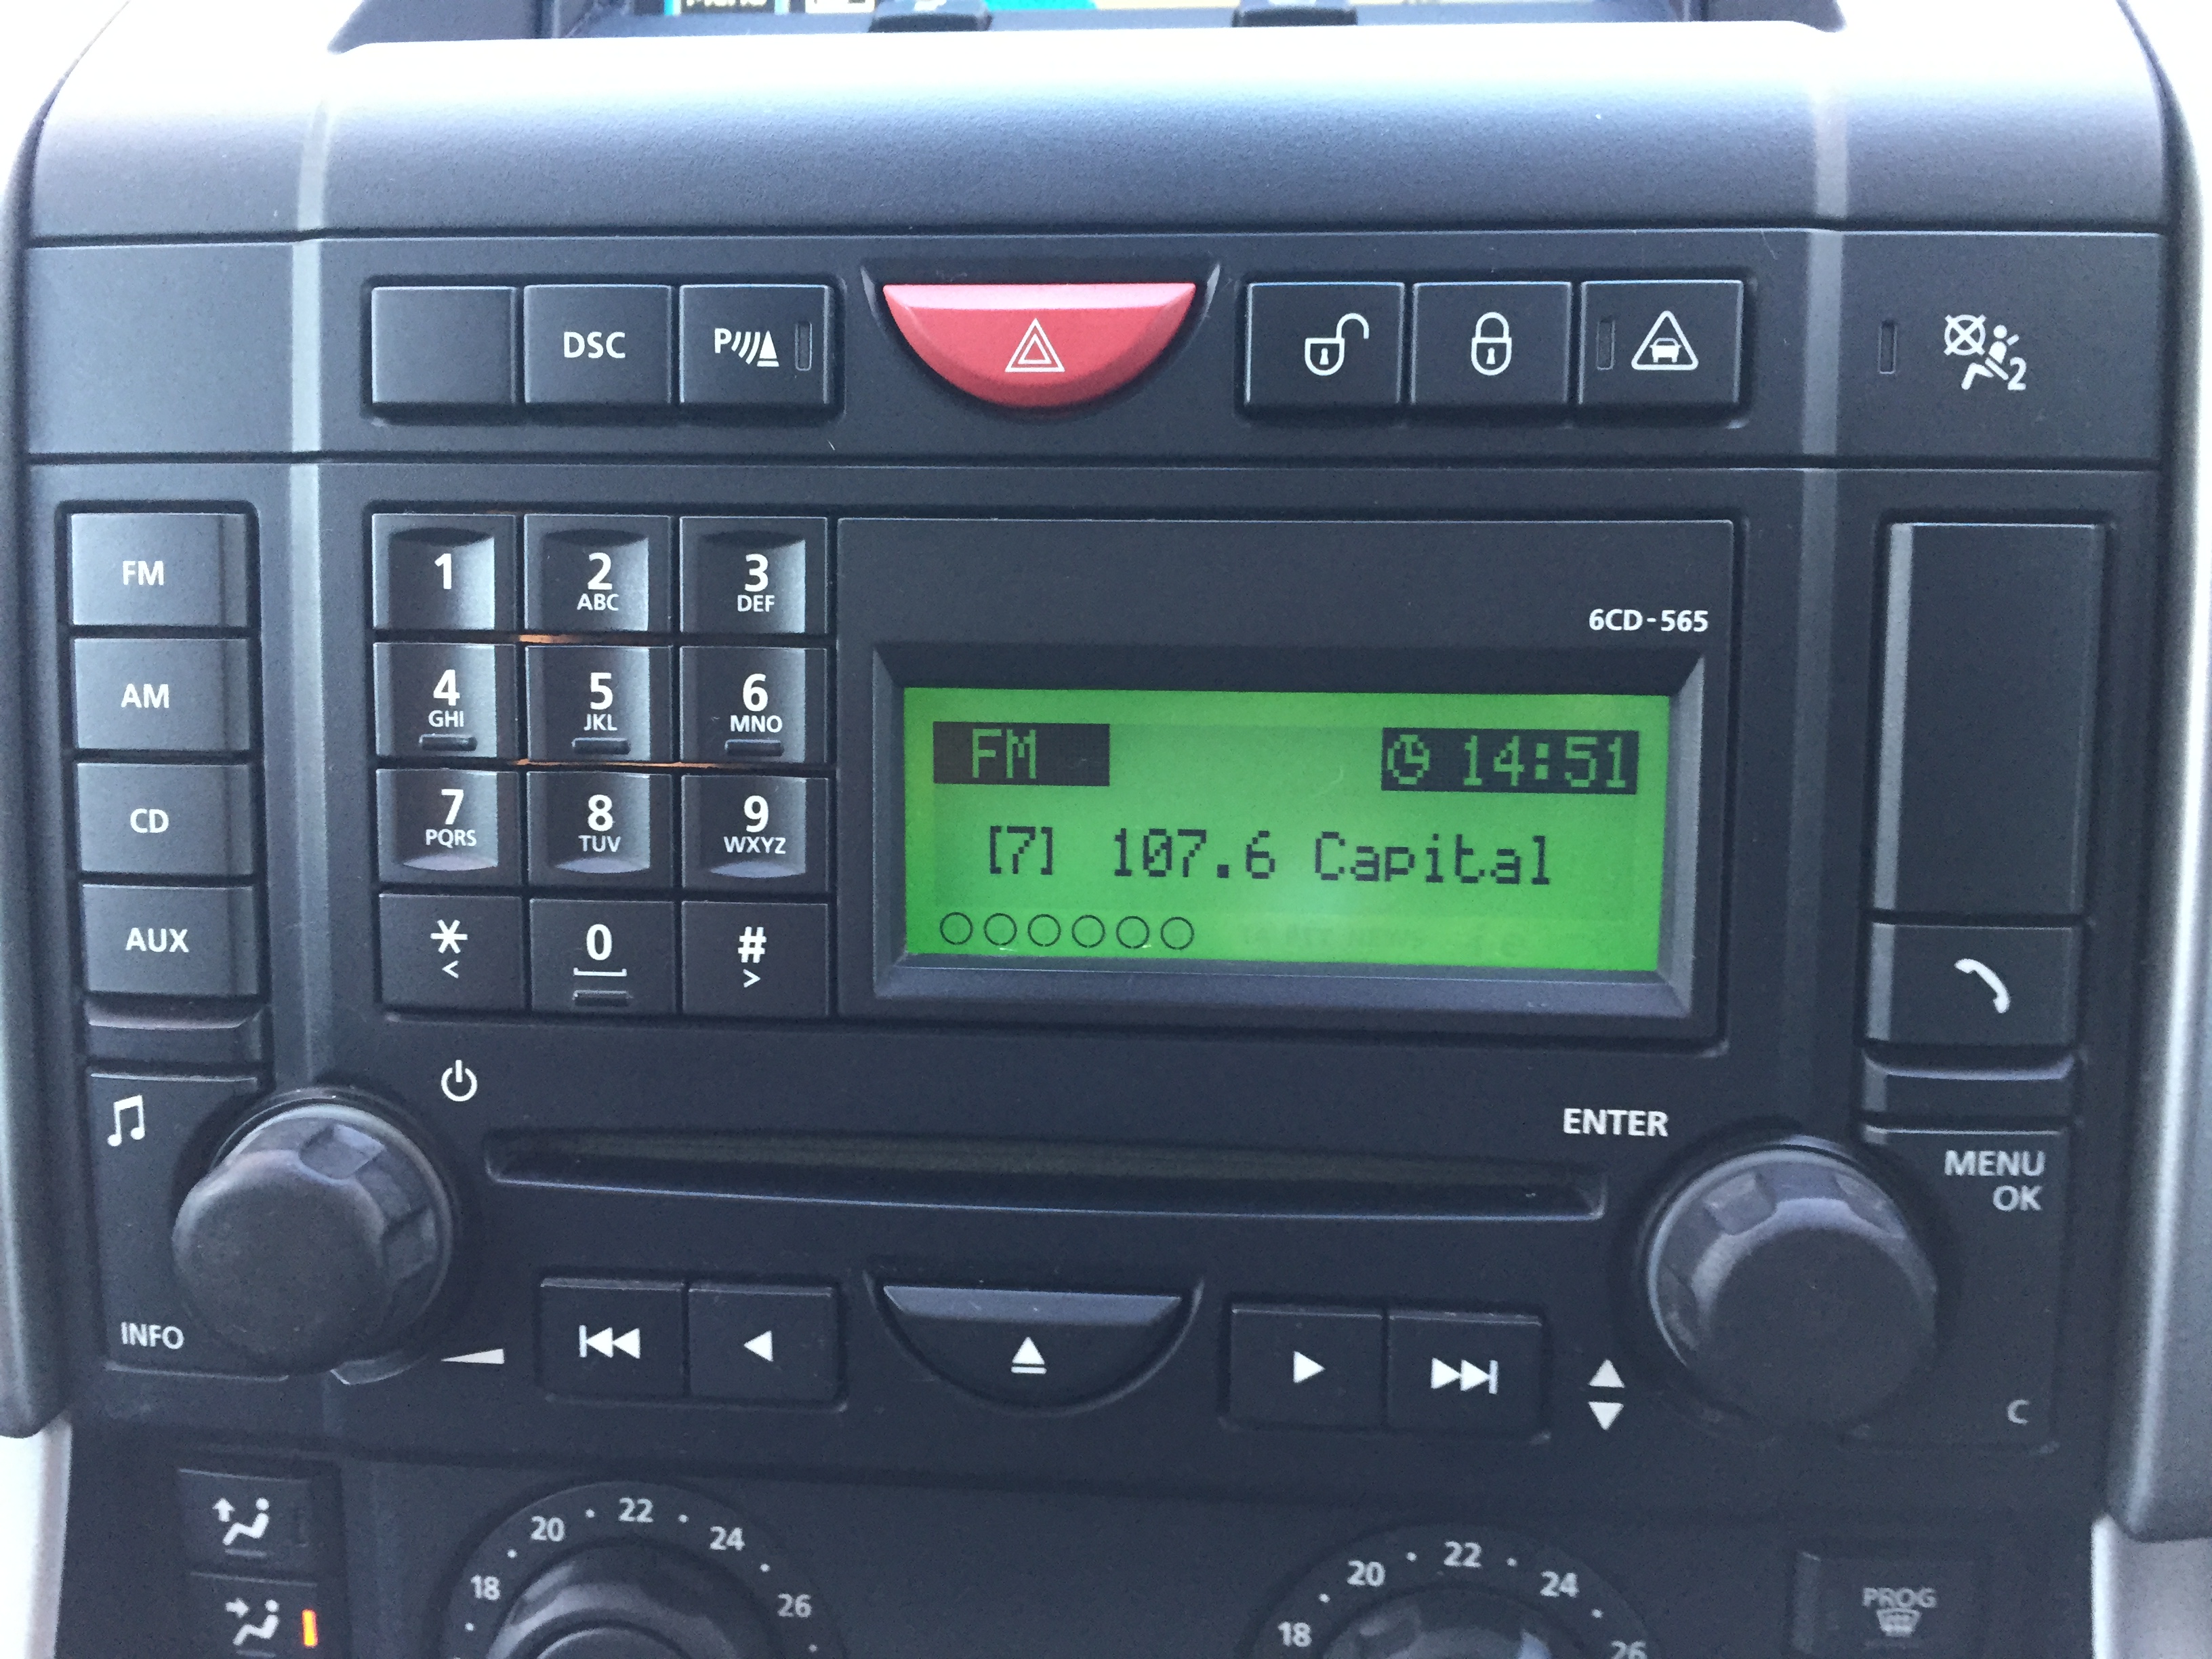 DSC
P
2
FM
AM
CD
AUX
1
2
ABC
3
DEF
4
GHI
5
JKL
6
MNO
7
PQRS
8
TUV
9
WXYZ
*
<
0
#
>
6CD-565
FM 14:51
[7] 107.6 Capital
ENTER
MENU
OK
INFO
C
18 20 22 24 26
18 20 22 24 26
PROG